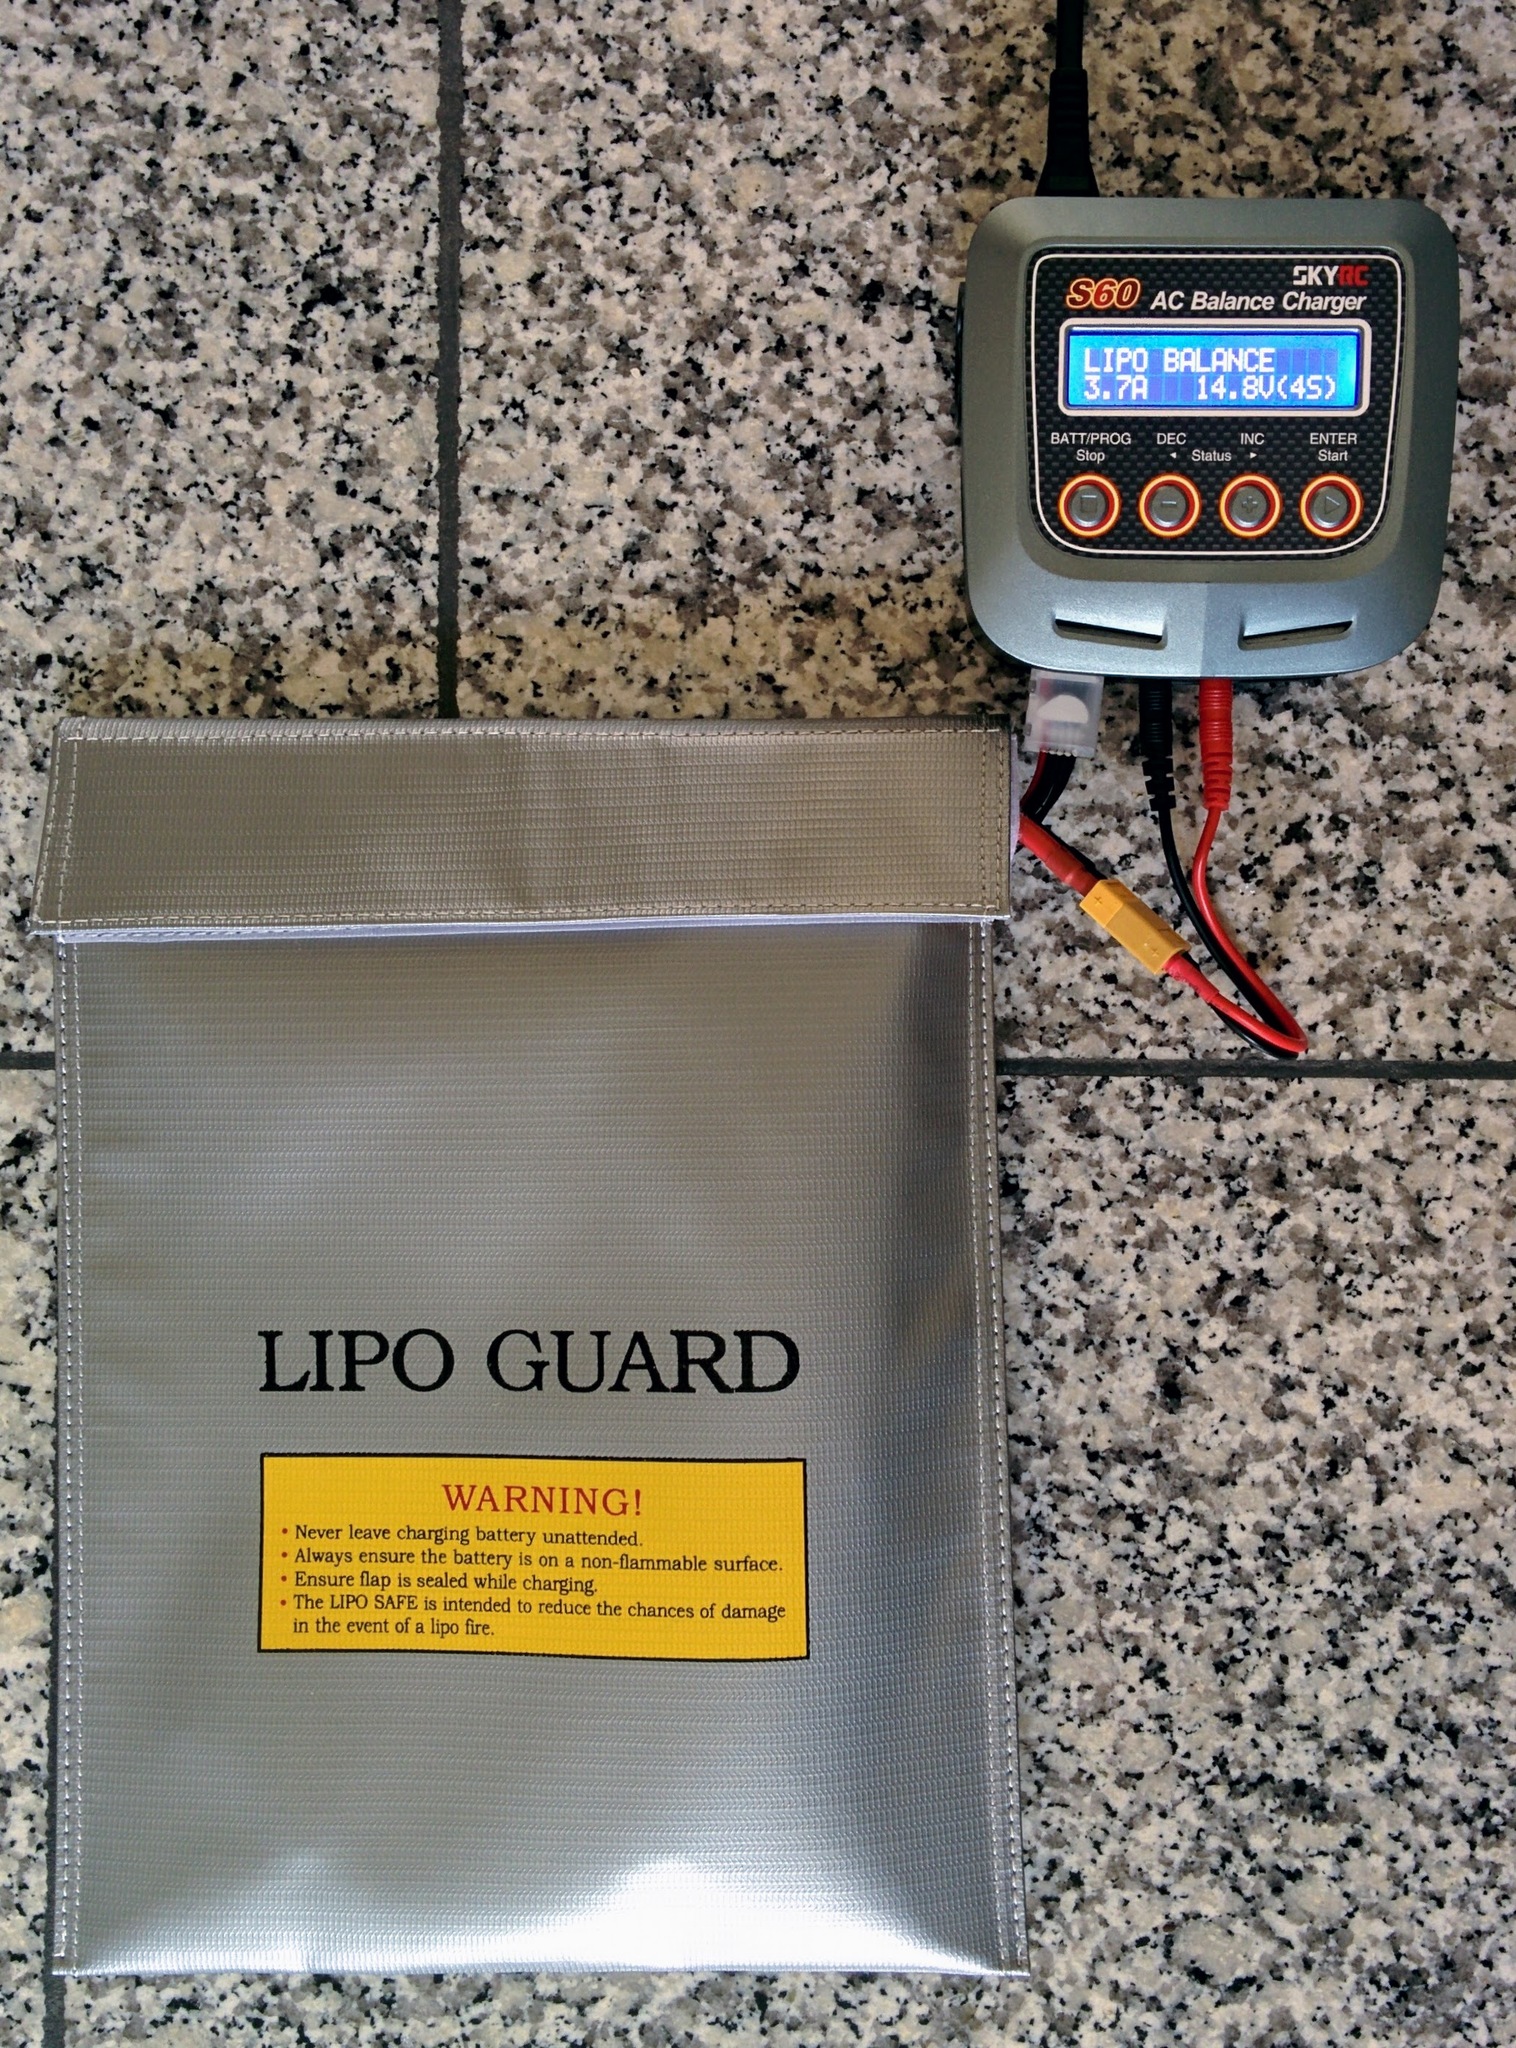 SKYRC
S60 AC Balance Charger
LIPO BALANCE
3.7A 14.8V(4S)
BATT/PROG DEC INC ENTER
Stop ◂ Status ▸ Start
LIPO GUARD
WARNING!
• Never leave charging battery unattended.
• Always ensure the battery is on a non-flammable surface.
• Ensure flap is sealed while charging.
• The LIPO SAFE is intended to reduce the chances of damage
in the event of a lipo fire.